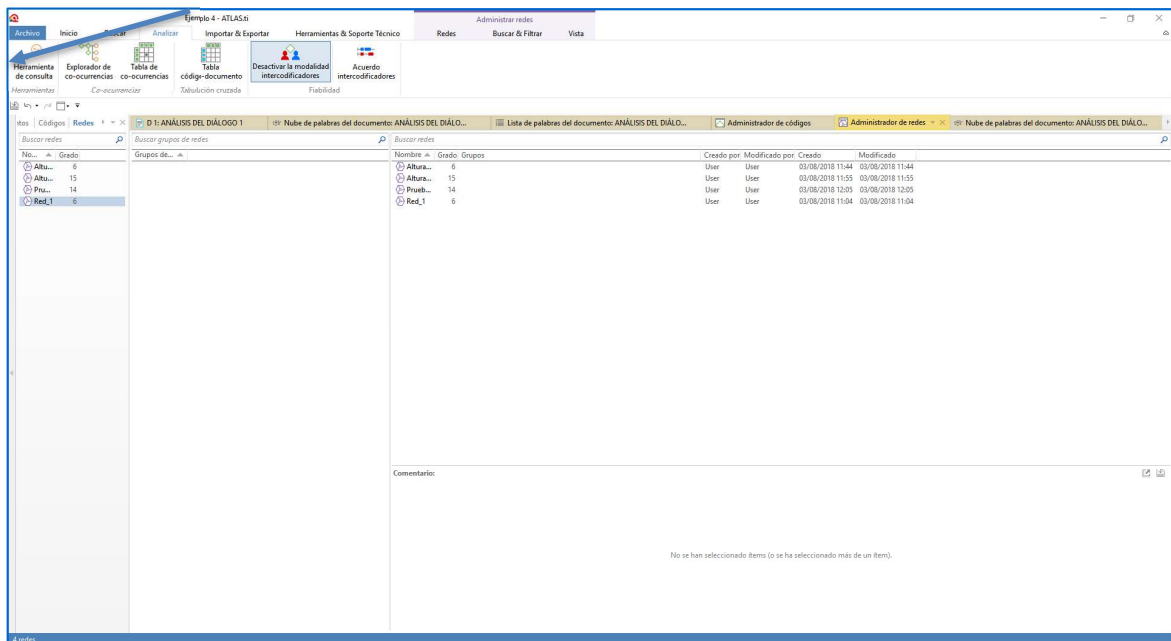 Ejemplo 4 - ATLAS.ti
Administrar redes
Archivo Inicio Buscar Analizar Importar & Exportar Herramientas & Soporte Técnico Redes Buscar & Filtrar Vista
Herramienta de consulta
Explorador de co-ocurrencias
Tabla de co-ocurrencias
Tabla código-documento
Desactivar la modalidad intercodificadores
Acuerdo intercodificadores
Herramientas Co-ocurrencias Tabulución cruzada Fiabilidad
Códigos Redes D 1: ANÁLISIS DEL DIÁLOGO 1 Nube de palabras del documento: ANÁLISIS DEL DIÁLO... Lista de palabras del documento: ANÁLISIS DEL DIÁLO... Administrador de códigos Administrador de redes Nube de palabras del documento: ANÁLISIS DEL DIÁLO...
Buscar redes Buscar grupos de redes Buscar redes
No... Grado Grupos de... Nombre Grado Grupos Creado por Modificado por Creado Modificado
Altu... 6 Altura... 6 User User 03/08/2018 11:44 03/08/2018 11:44
Altu... 15 Altura... 15 User User 03/08/2018 11:55 03/08/2018 11:55
Pru... 14 Prueb... 14 User User 03/08/2018 12:05 03/08/2018 12:05
Red_1 6 Red_1 6 User User 03/08/2018 11:04 03/08/2018 11:04
Comentario:
No se han seleccionado ítems (o se ha seleccionado más de un ítem).
4 redes